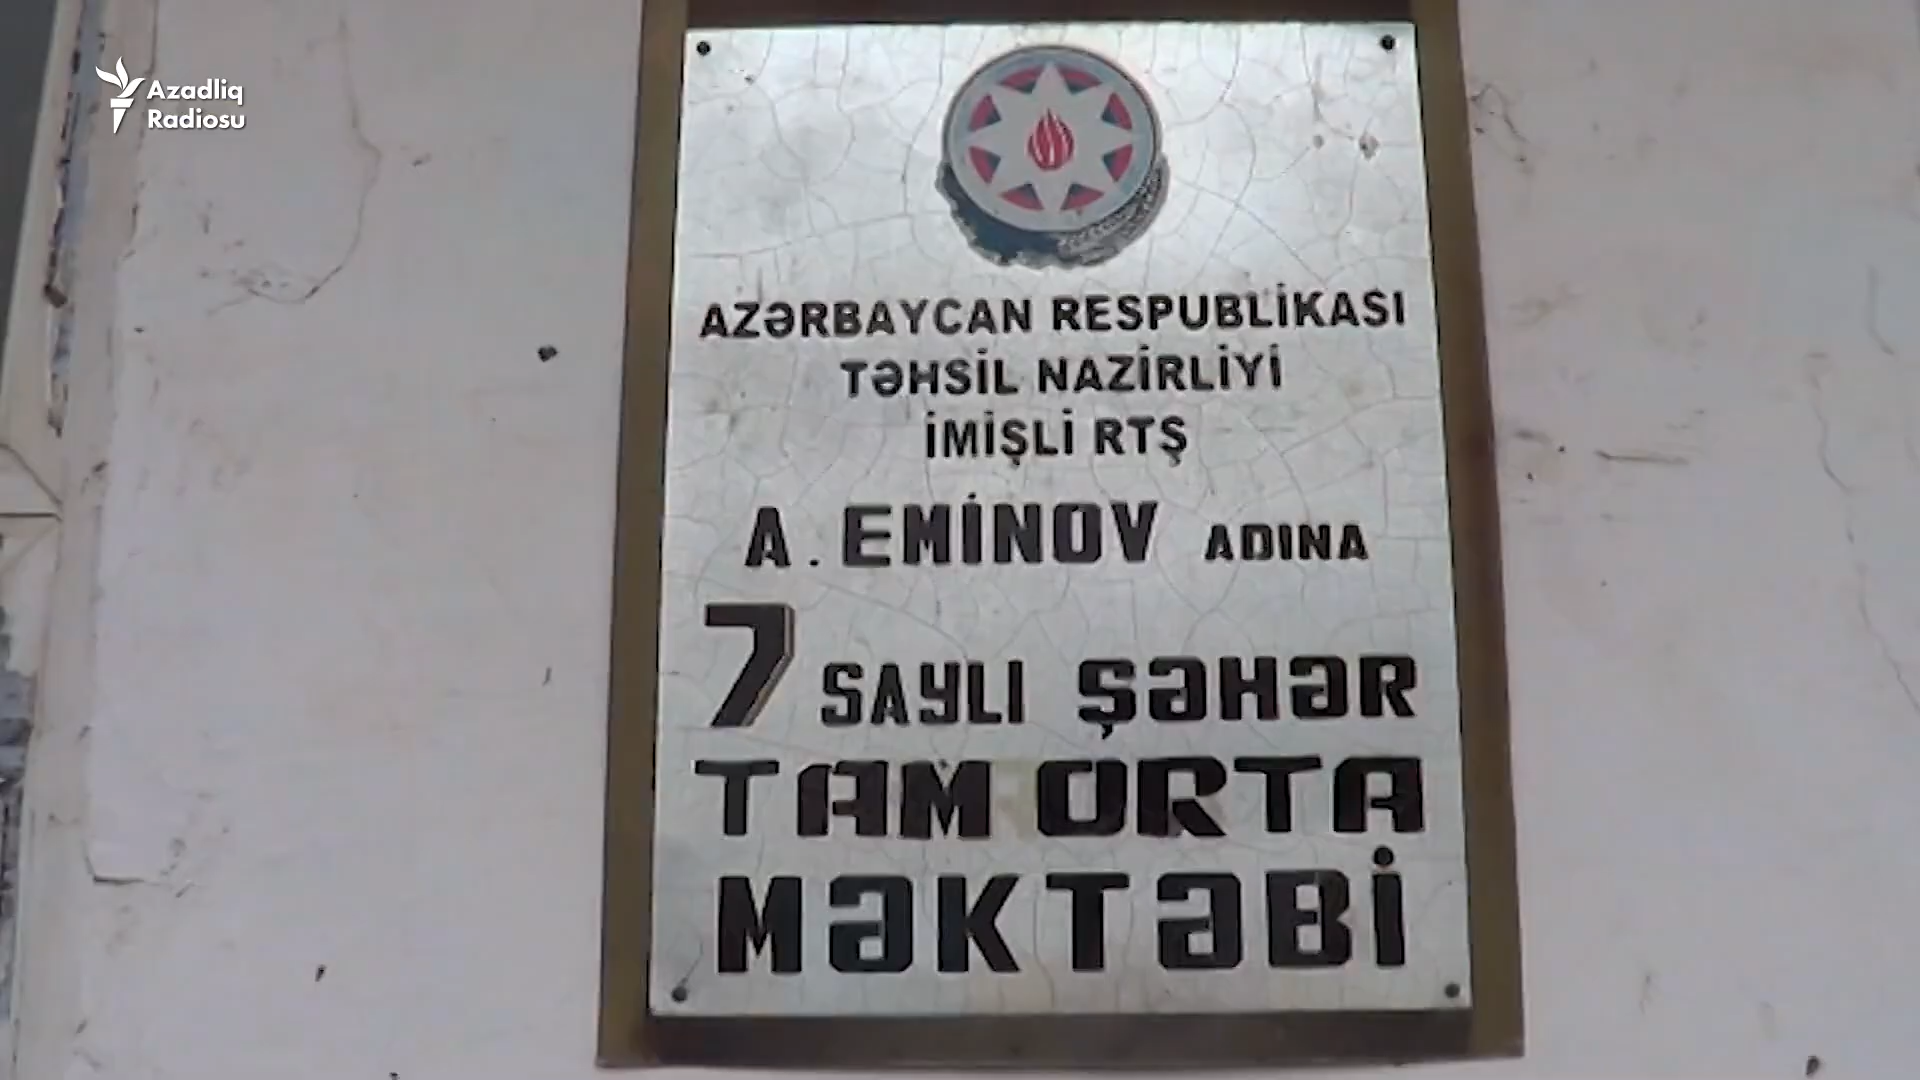 Azadliq
Radiosu
AZƏRBAYCAN RESPUBLİKASI
TƏHSİL NAZİRLİYİ
İMİŞLİ RTŞ
A. EMİNOV ADINA
7 SAYLI ŞƏHƏR
TAM ORTA
MƏKTƏBİ